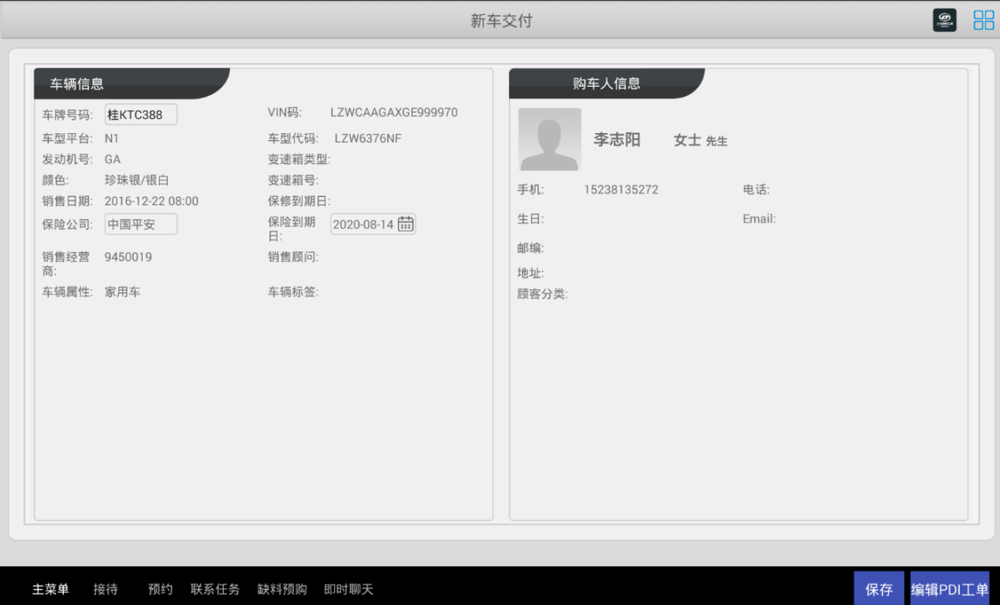 新车交付
车辆信息
车牌号码: 桂KTC388 VIN码: LZWCAAGAXGE999970
车型平台: N1 车型代码: LZW6376NF
发动机号: GA 变速箱类型:
颜色: 珍珠银/银白 变速箱号:
销售日期: 2016-12-22 08:00 保修到期日:
保险公司: 中国平安 保险到期
日: 2020-08-14
销售经营
商: 9450019 销售顾问:
车辆属性: 家用车 车辆标签:
购车人信息
李志阳 女士 先生
手机: 15238135272 电话:
生日: Email:
邮编:
地址:
顾客分类:
主菜单 接待 预约 联系任务 缺料预购 即时聊天 保存 编辑PDI工单